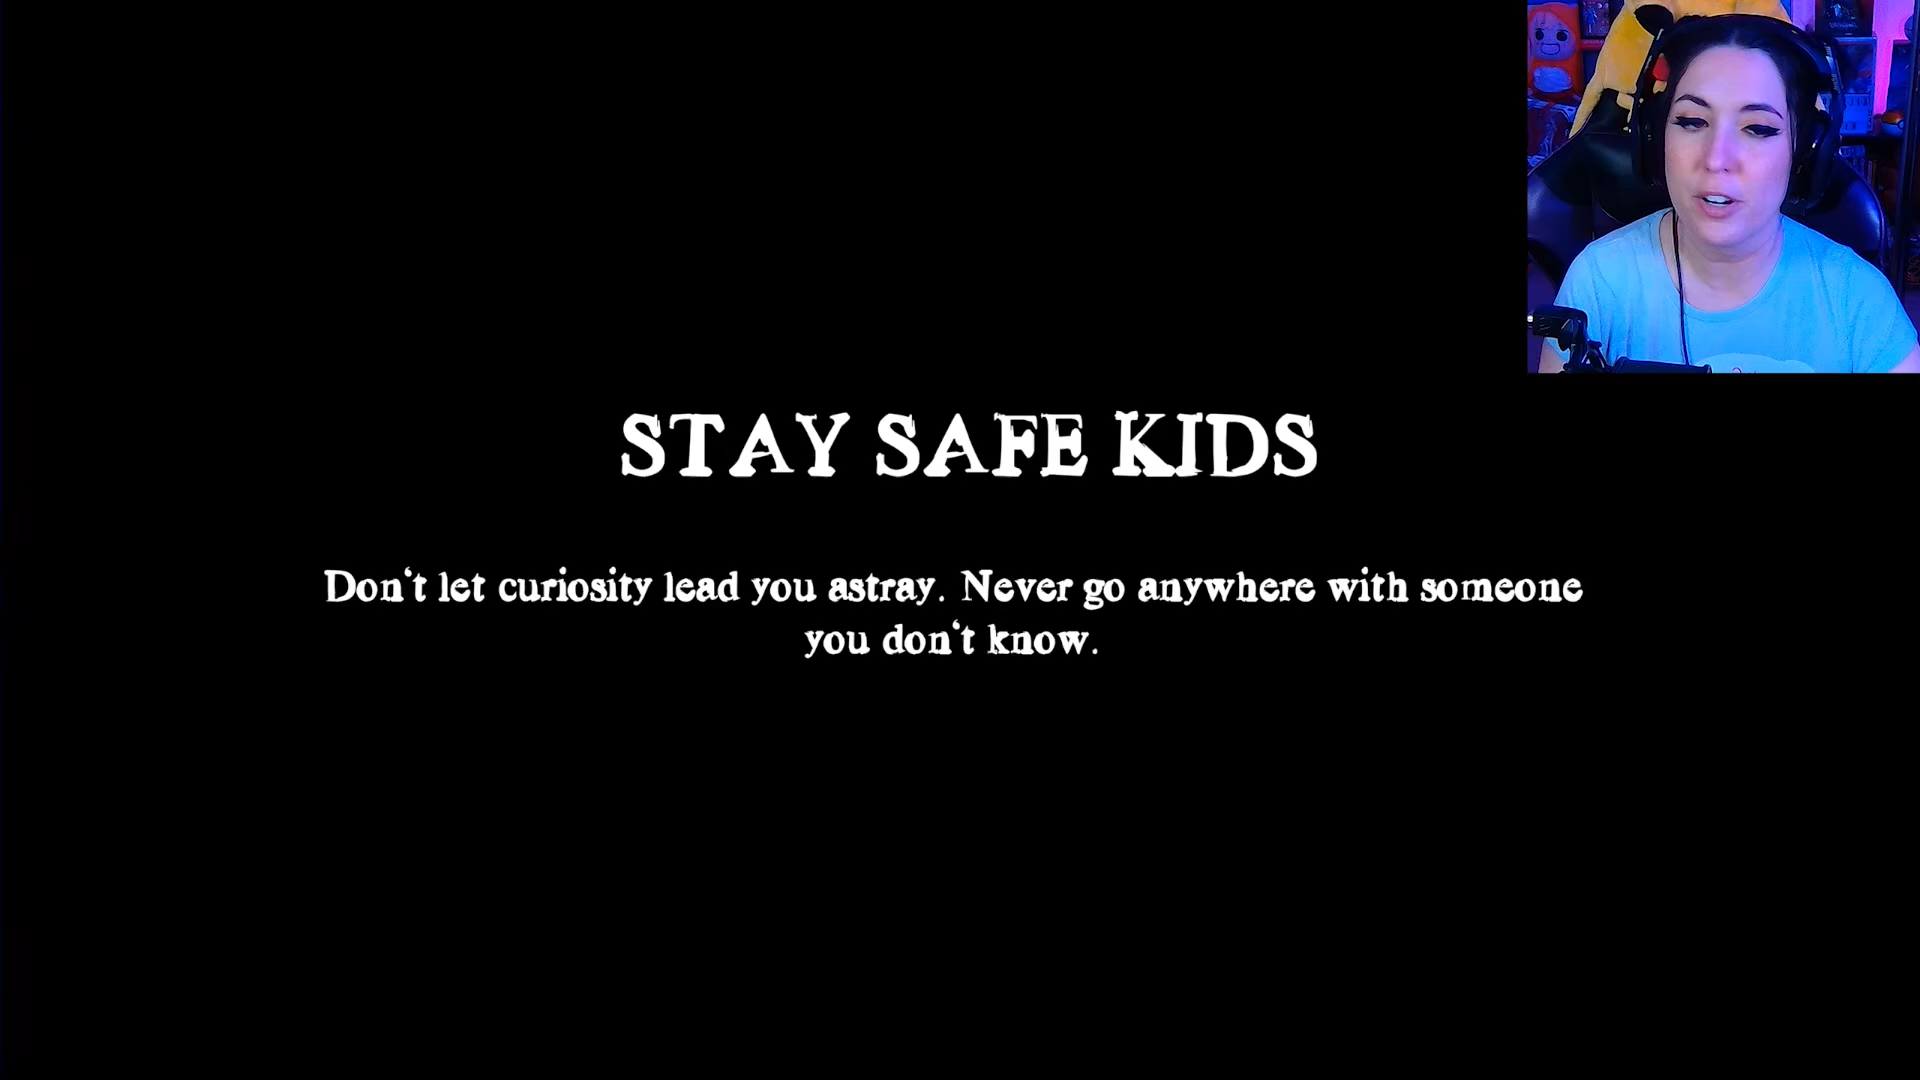 STAY SAFE KIDS
Don't let curiosity lead you astray. Never go anywhere with someone
you don't know.